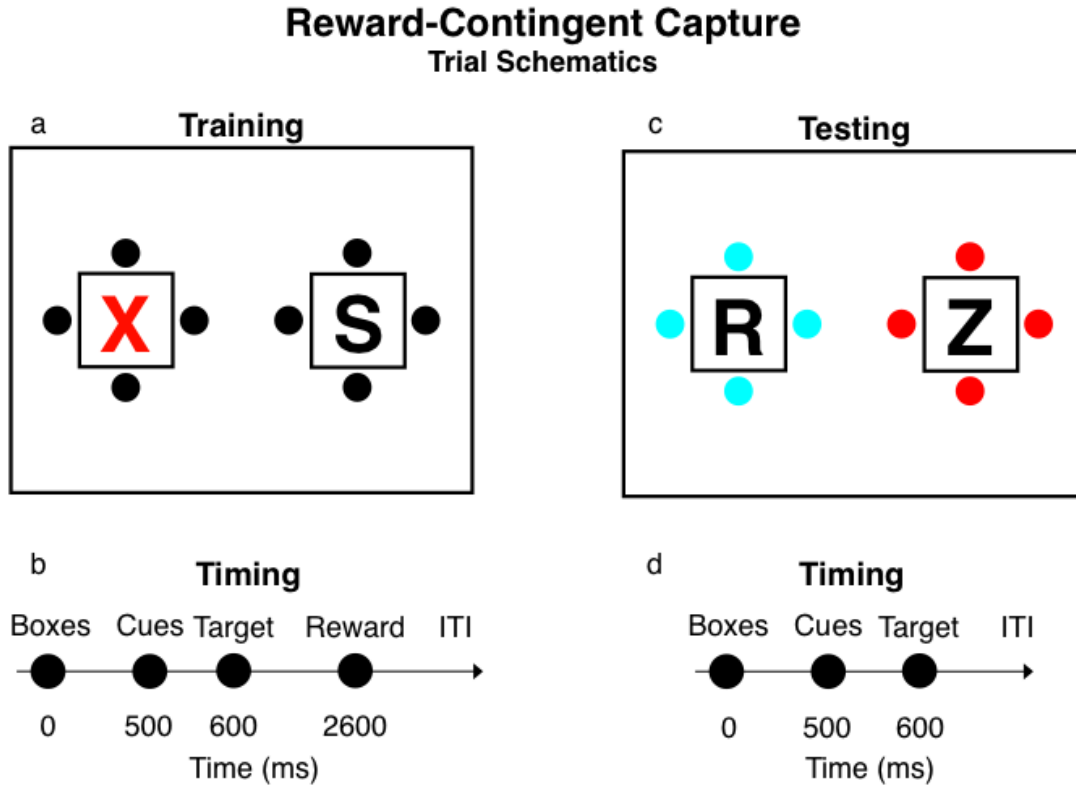 Reward-Contingent Capture
Trial Schematics
a
Training
X
S
c
Testing
R
Z
b
Timing
Boxes Cues Target Reward ITI
0 500 600 2600
Time (ms)
d
Timing
Boxes Cues Target ITI
0 500 600
Time (ms)